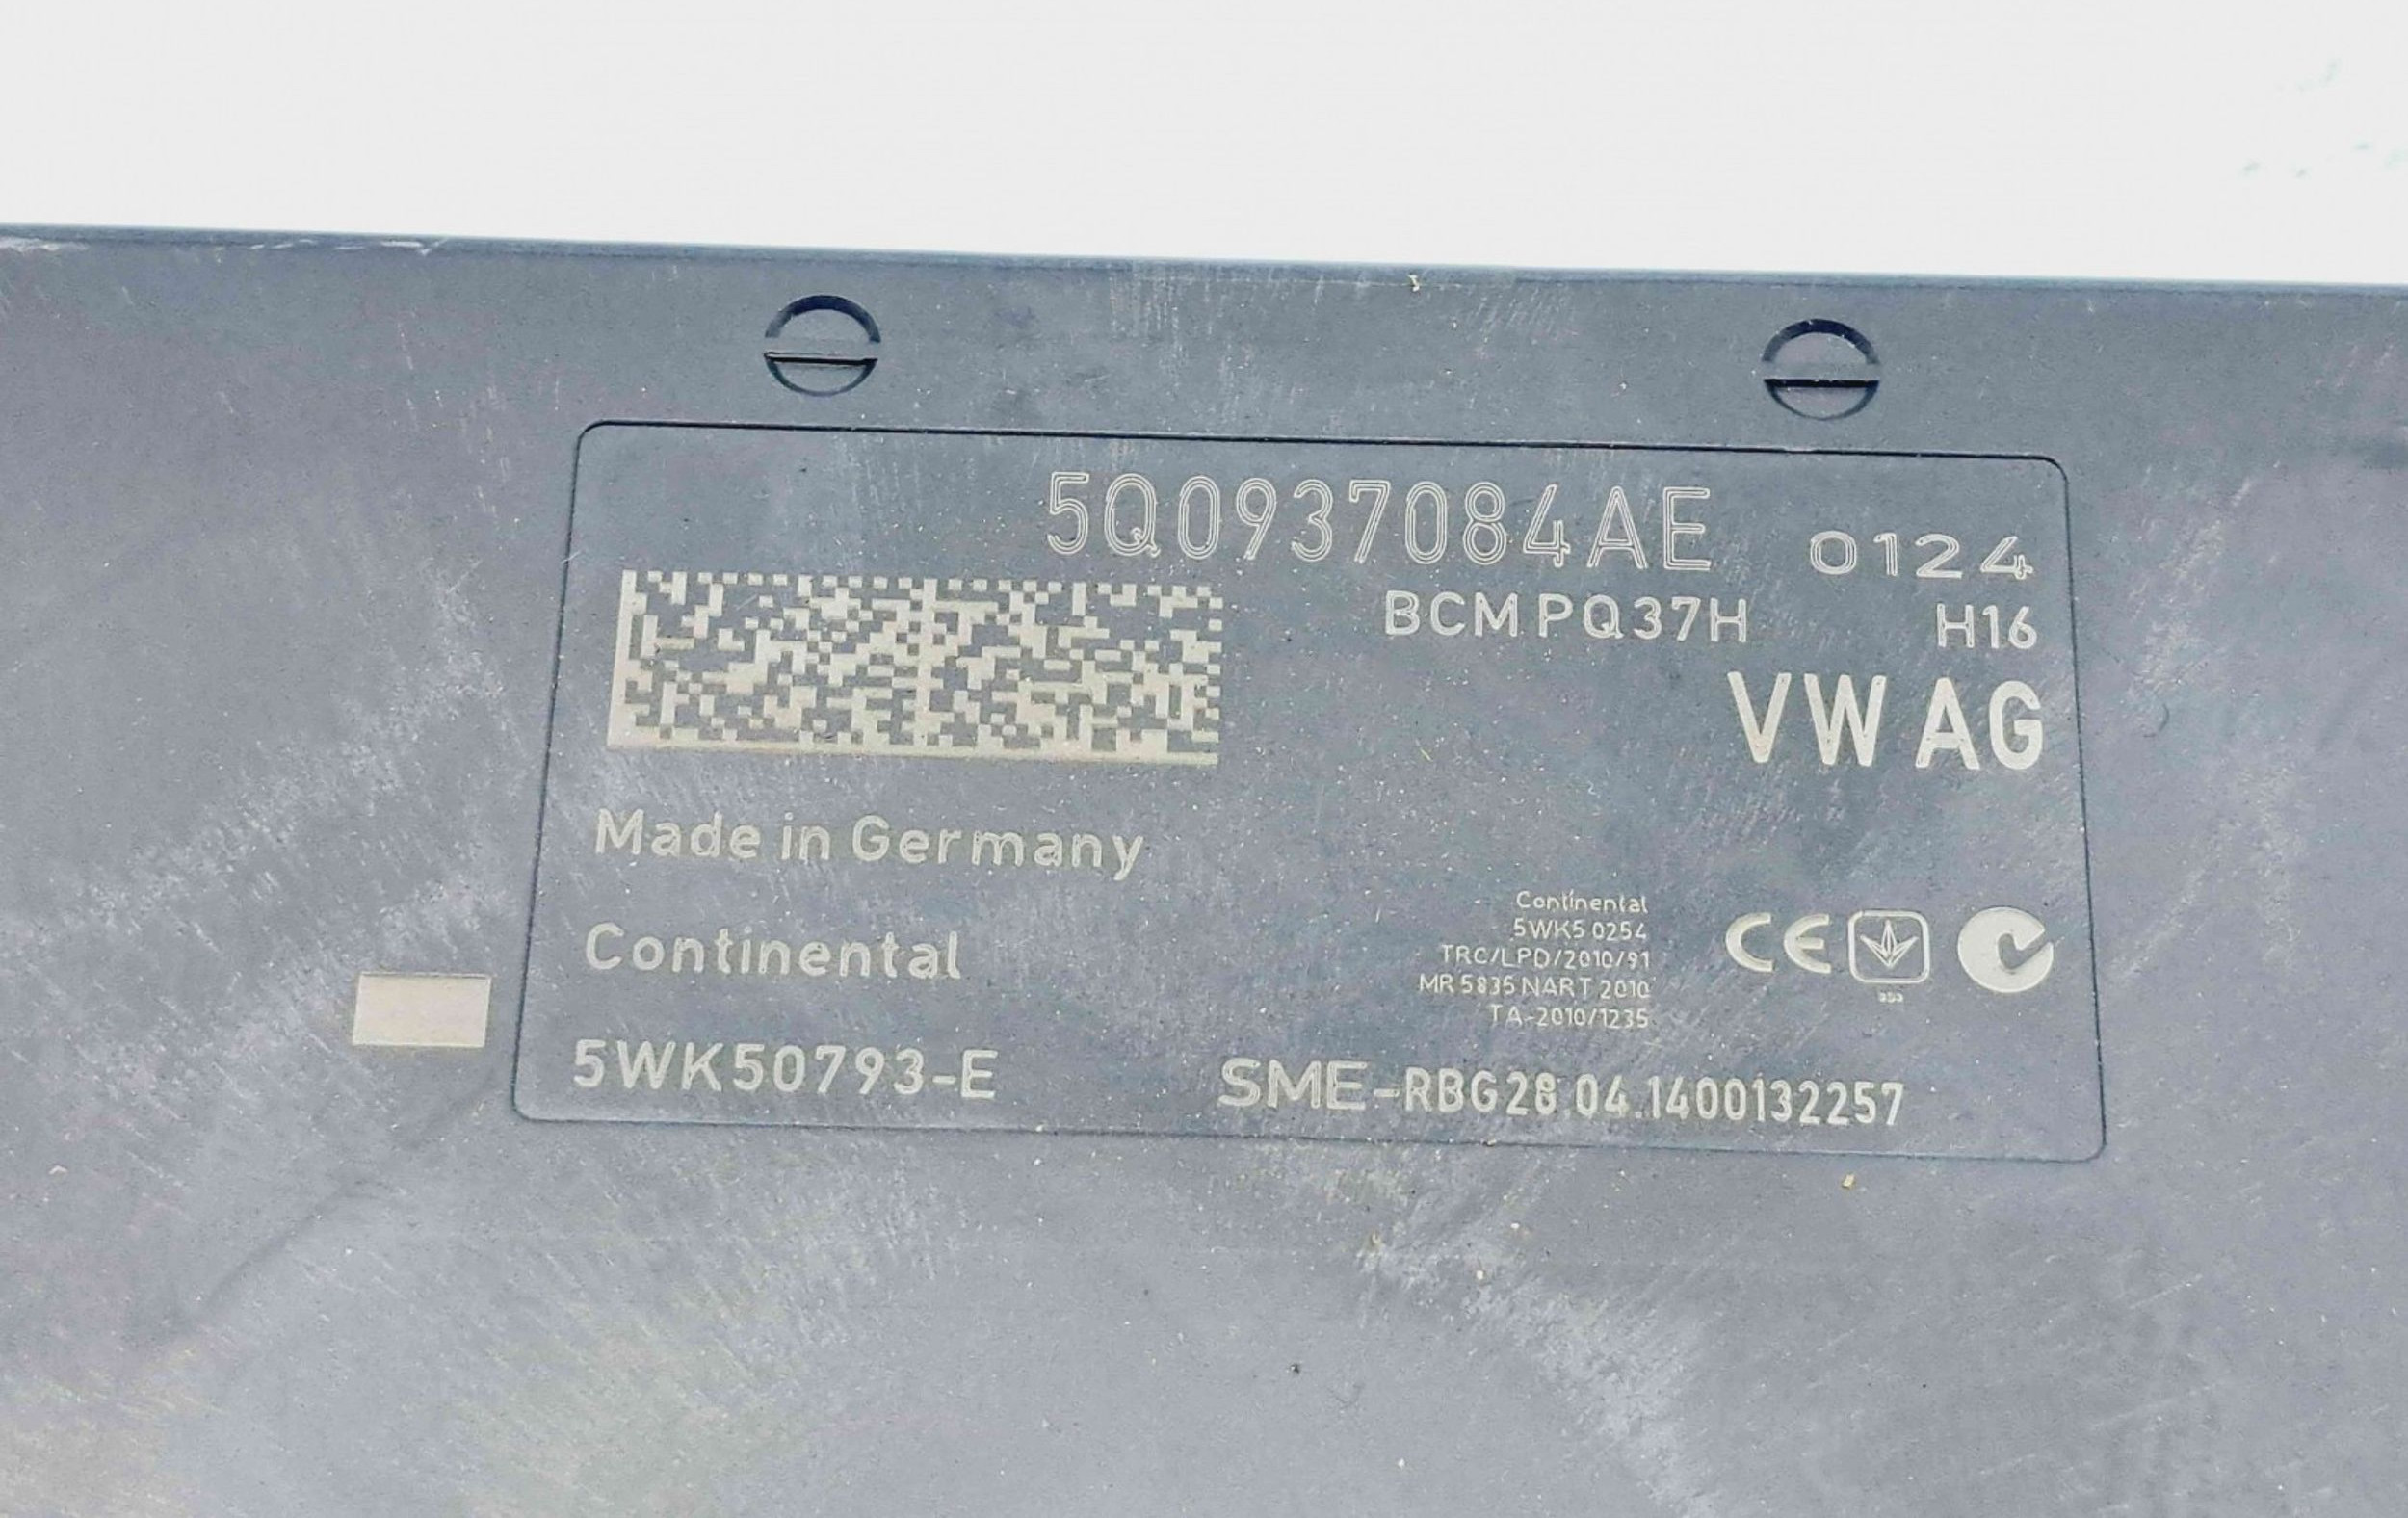 5Q0937084AE 0124
BCM PQ37H H16
VW AG
Made in Germany
Continental
5WK50793-E
Continental
5WK5 0254
TRC/LPD/2010/91
MR 5835 NART 2010
TA-2010/1235
CE
SME-RBG28 04.1400132257